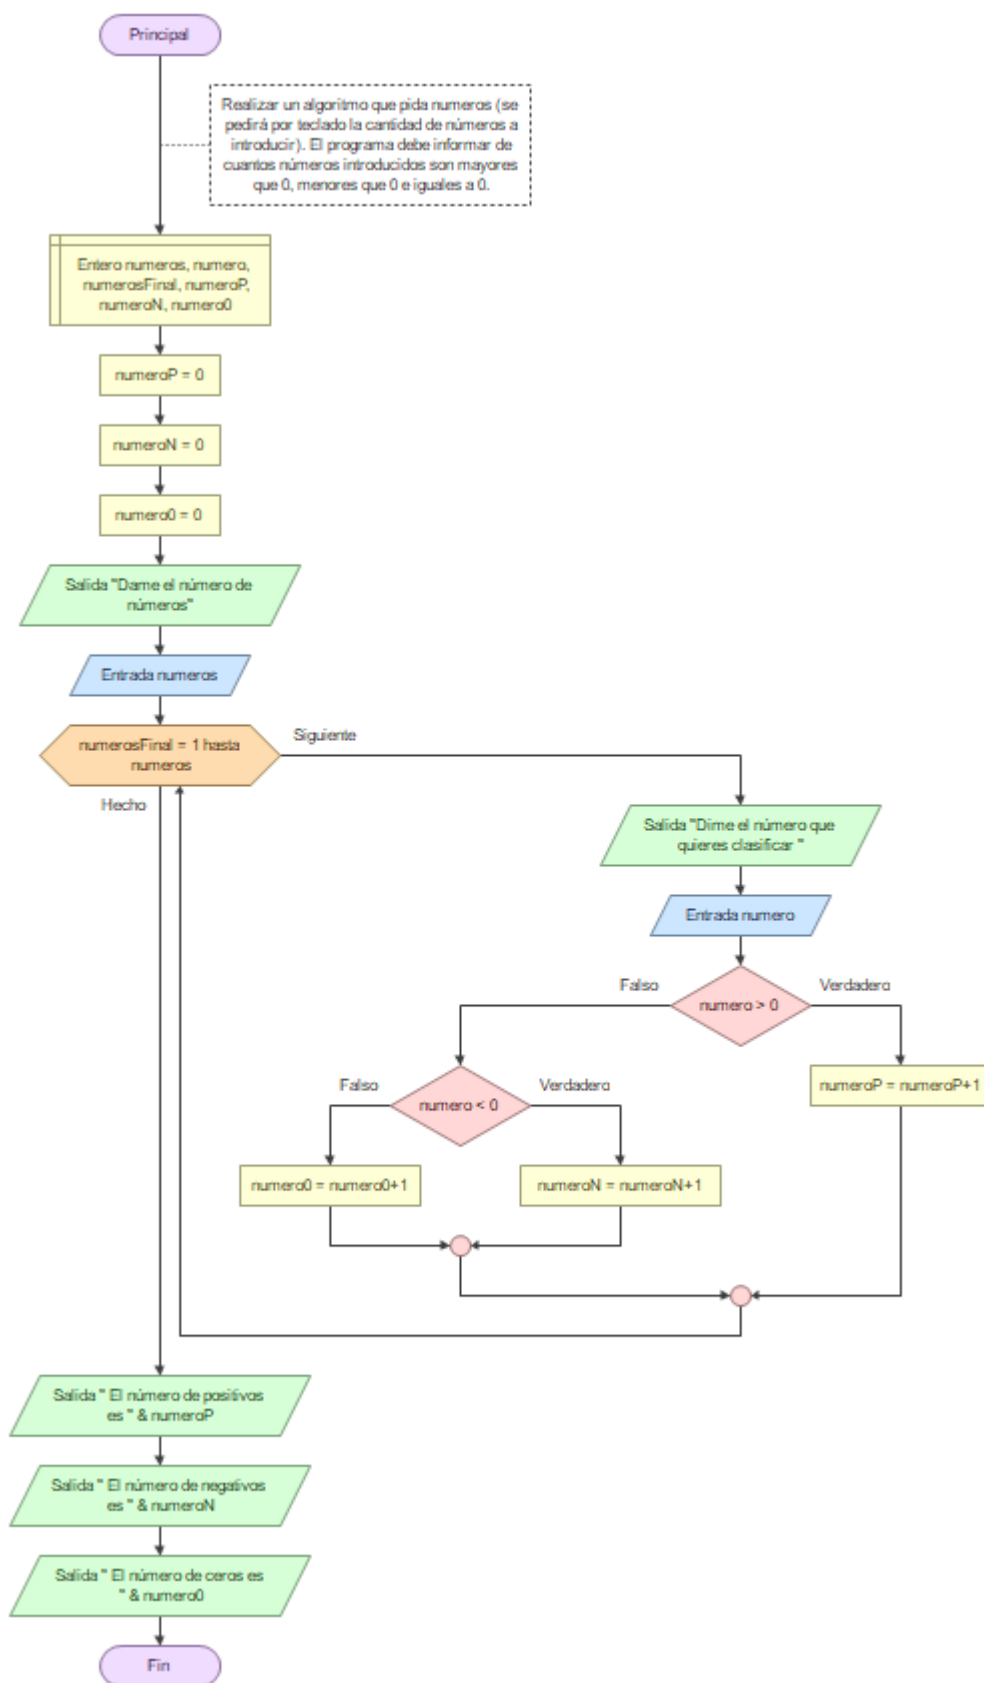 Principal
Realizar un algoritmo que pida numeros (se
pedirá por teclado la cantidad de números a
introducir). El programa debe informar de
cuantos números introducidos son mayores
que 0, menores que 0 e iguales a 0.
Entero numeros, numero,
numerosFinal, numeroP,
numeroN, numero0
numeroP = 0
numeroN = 0
numero0 = 0
Salida "Dame el número de
números"
Entrada numeros
numerosFinal = 1 hasta
numeros
Siguiente
Hecho
Salida "Dime el número que
quieres clasificar "
Entrada numero
Falso
Verdadero
numero > 0
numeroP = numeroP+1
Falso
Verdadero
numero < 0
numero0 = numero0+1
numeroN = numeroN+1
Salida " El número de positivos
es " & numeroP
Salida " El número de negativos
es " & numeroN
Salida " El número de ceros es
" & numero0
Fin